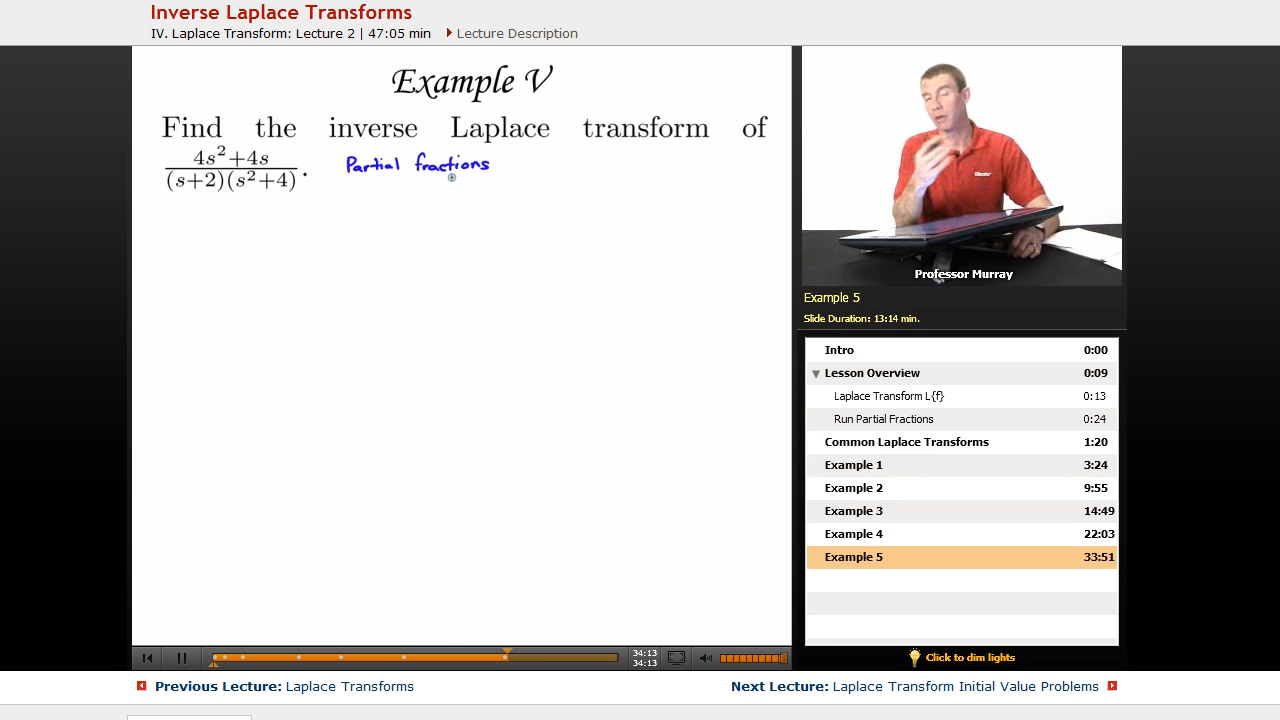 Inverse Laplace Transforms
IV. Laplace Transform: Lecture 2 | 47:05 min Lecture Description
Example V
Find the inverse Laplace transform of
4s²+4s
(s+2)(s²+4) . Partial fractions
Professor Murray
Example 5
Slide Duration: 13:14 min.
Intro 0:00
Lesson Overview 0:09
Laplace Transform L{f} 0:13
Run Partial Fractions 0:24
Common Laplace Transforms 1:20
Example 1 3:24
Example 2 9:55
Example 3 14:49
Example 4 22:03
Example 5 33:51
34:13
34:13
Click to dim lights
Previous Lecture: Laplace Transforms
Next Lecture: Laplace Transform Initial Value Problems